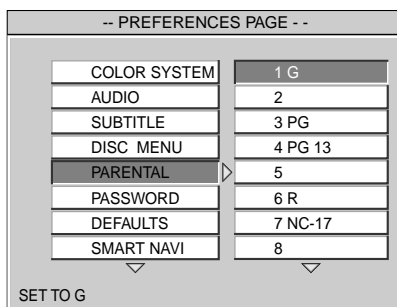 -- PREFERENCES PAGE - -
COLOR SYSTEM
AUDIO
SUBTITLE
DISC MENU
PARENTAL
PASSWORD
DEFAULTS
SMART NAVI
1 G
2
3 PG
4 PG 13
5
6 R
7 NC-17
8
SET TO G